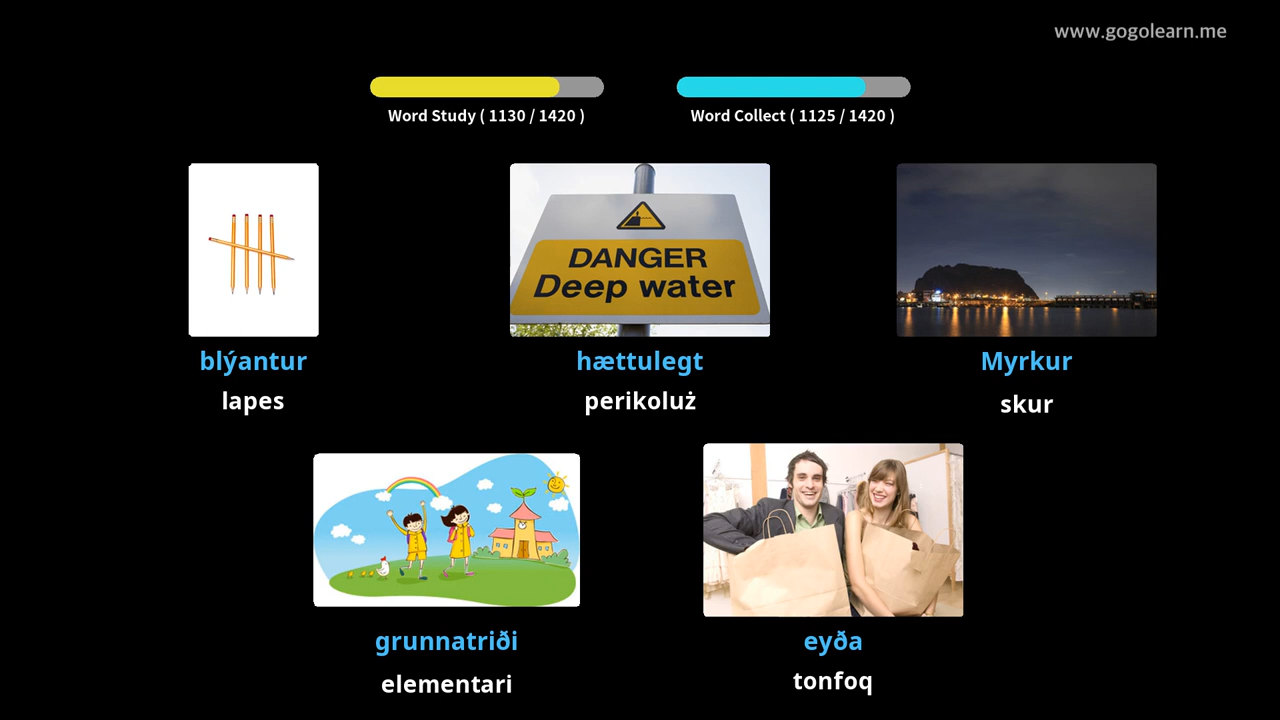 www.gogolearn.me
Word Study ( 1130 / 1420 )
Word Collect ( 1125 / 1420 )
DANGER
Deep water
blýantur
hættulegt
Myrkur
lapes
perikoluż
skur
grunnatriði
eyða
elementari
tonfoq